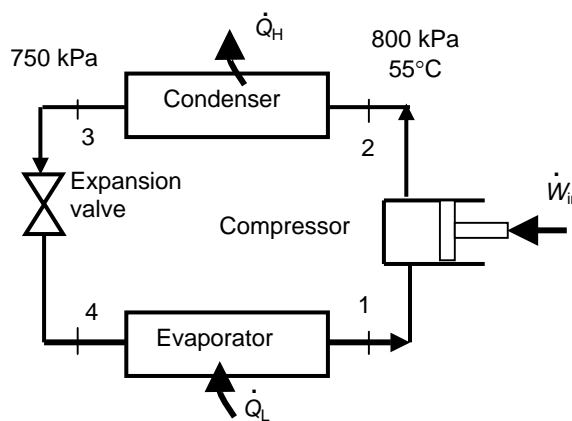 Q̇H
750 kPa
800 kPa
55°C
Condenser
3
2
Expansion
valve
Compressor
Ẇin
4
1
Evaporator
Q̇L